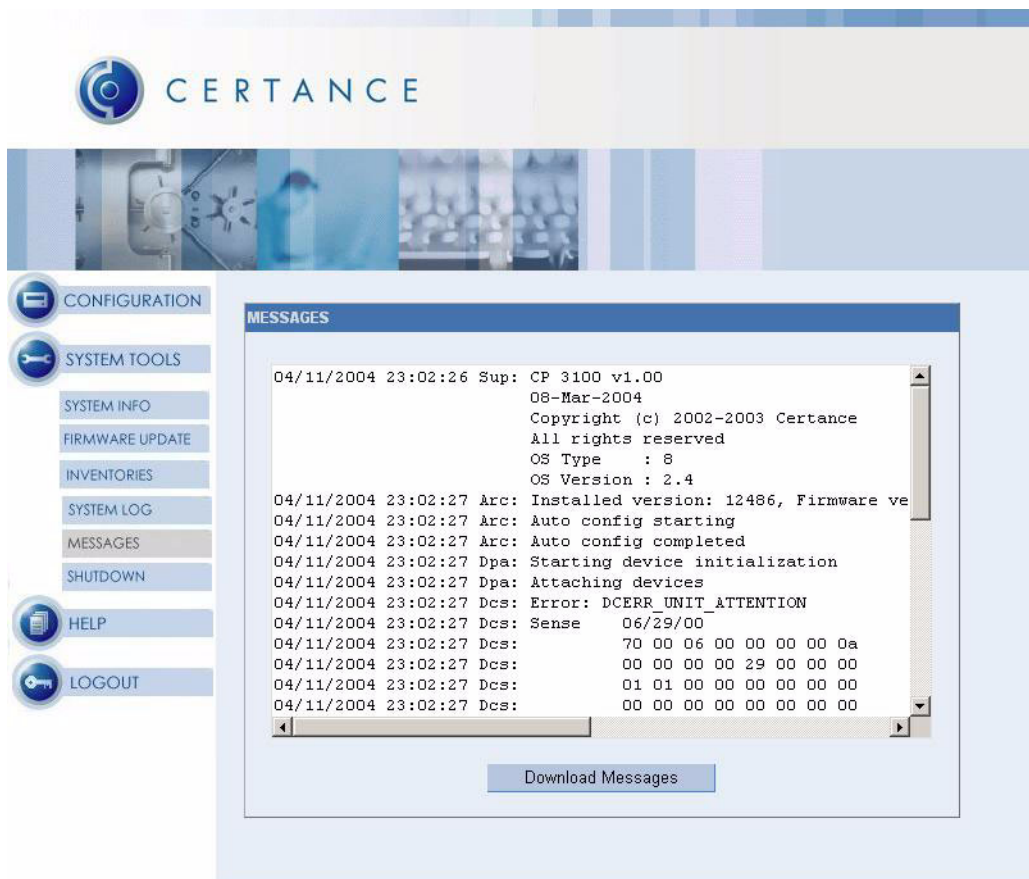 CERTANCE
CONFIGURATION
SYSTEM TOOLS
SYSTEM INFO
FIRMWARE UPDATE
INVENTORIES
SYSTEM LOG
MESSAGES
SHUTDOWN
HELP
LOGOUT
MESSAGES
04/11/2004 23:02:26 Sup: CP 3100 v1.00
08-Mar-2004
Copyright (c) 2002-2003 Certance
All rights reserved
OS Type : 8
OS Version : 2.4
04/11/2004 23:02:27 Arc: Installed version: 12486, Firmware ve
04/11/2004 23:02:27 Arc: Auto config starting
04/11/2004 23:02:27 Arc: Auto config completed
04/11/2004 23:02:27 Dpa: Starting device initialization
04/11/2004 23:02:27 Dpa: Attaching devices
04/11/2004 23:02:27 Dcs: Error: DCERR_UNIT_ATTENTION
04/11/2004 23:02:27 Dcs: Sense 06/29/00
04/11/2004 23:02:27 Dcs: 70 00 06 00 00 00 00 0a
04/11/2004 23:02:27 Dcs: 00 00 00 00 29 00 00 00
04/11/2004 23:02:27 Dcs: 01 01 00 00 00 00 00 00
04/11/2004 23:02:27 Dcs: 00 00 00 00 00 00 00 00
Download Messages